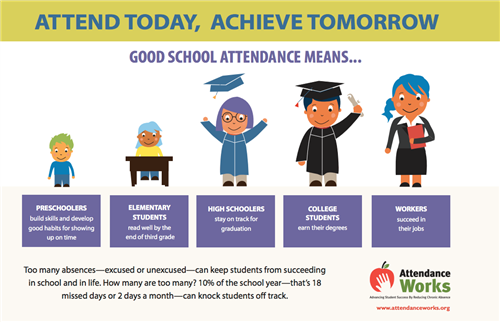 ATTEND TODAY, ACHIEVE TOMORROW
GOOD SCHOOL ATTENDANCE MEANS...
PRESCHOOLERS
build skills and develop
good habits for showing
up on time
ELEMENTARY
STUDENTS
read well by the
end of third grade
HIGH SCHOOLERS
stay on track for
graduation
COLLEGE
STUDENTS
earn their degrees
WORKERS
succeed in
their jobs
Too many absences—excused or unexcused—can keep students from succeeding
in school and in life. How many are too many? 10% of the school year—that's 18
missed days or 2 days a month—can knock students off track.
Attendance
Works
Advancing Student Success By Reducing Chronic Absence
www.attendanceworks.org